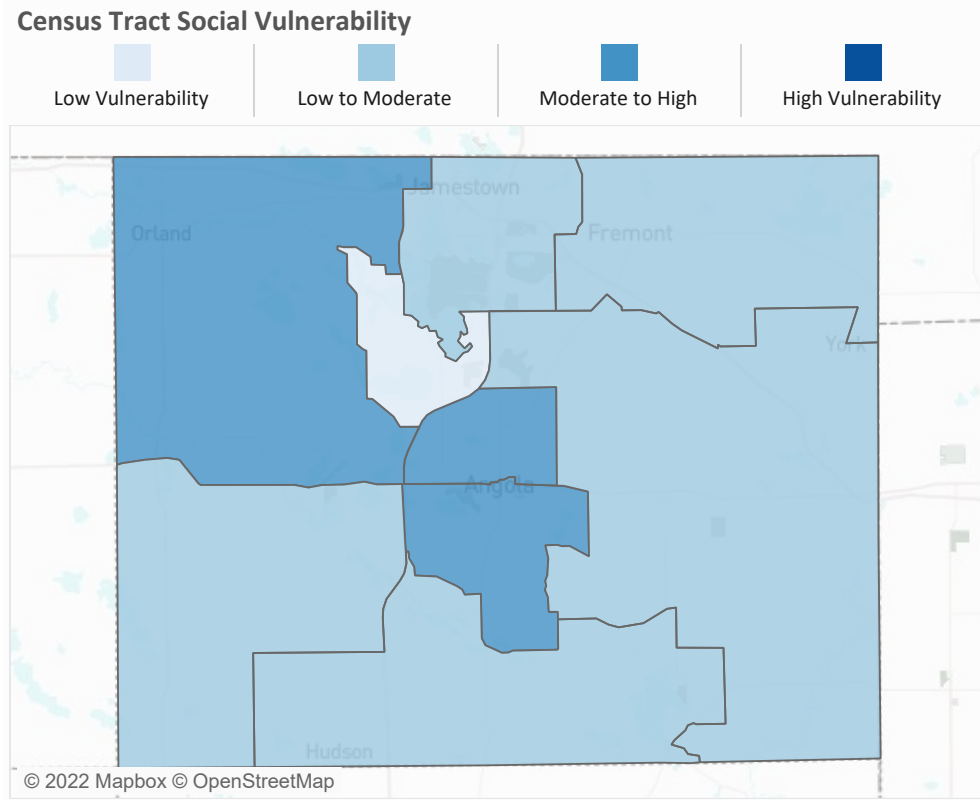 Census Tract Social Vulnerability
Low Vulnerability
Low to Moderate
Moderate to High
High Vulnerability
Jamestown
Orland
Fremont
York
Angola
Hudson
© 2022 Mapbox © OpenStreetMap